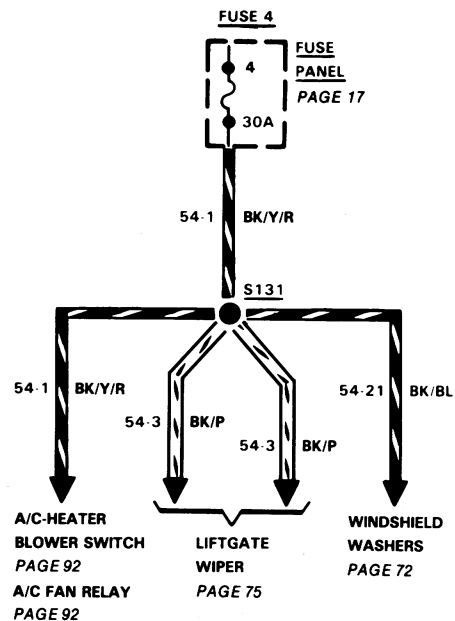 FUSE 4
FUSE
PANEL
PAGE 17
4
30A
54-1 BK/Y/R
S131
54-1 BK/Y/R
54-3 BK/P
54-3 BK/P
54-21 BK/BL
A/C-HEATER
BLOWER SWITCH
PAGE 92
A/C FAN RELAY
PAGE 92
LIFTGATE
WIPER
PAGE 75
WINDSHIELD
WASHERS
PAGE 72